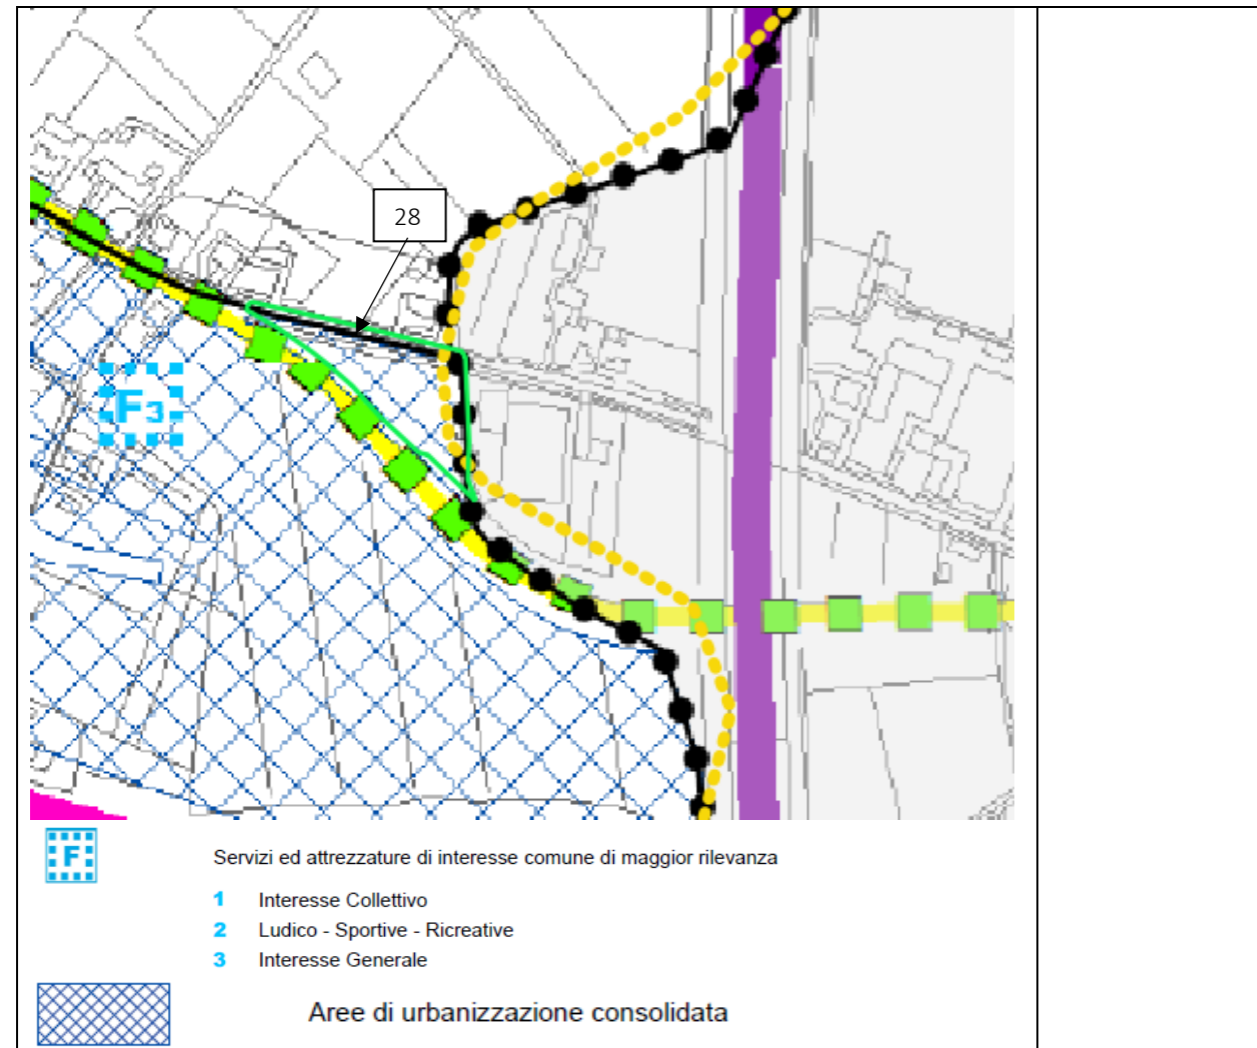 28
F3
F
Servizi ed attrezzature di interesse comune di maggior rilevanza
1 Interesse Collettivo
2 Ludico - Sportive - Ricreative
3 Interesse Generale
Aree di urbanizzazione consolidata